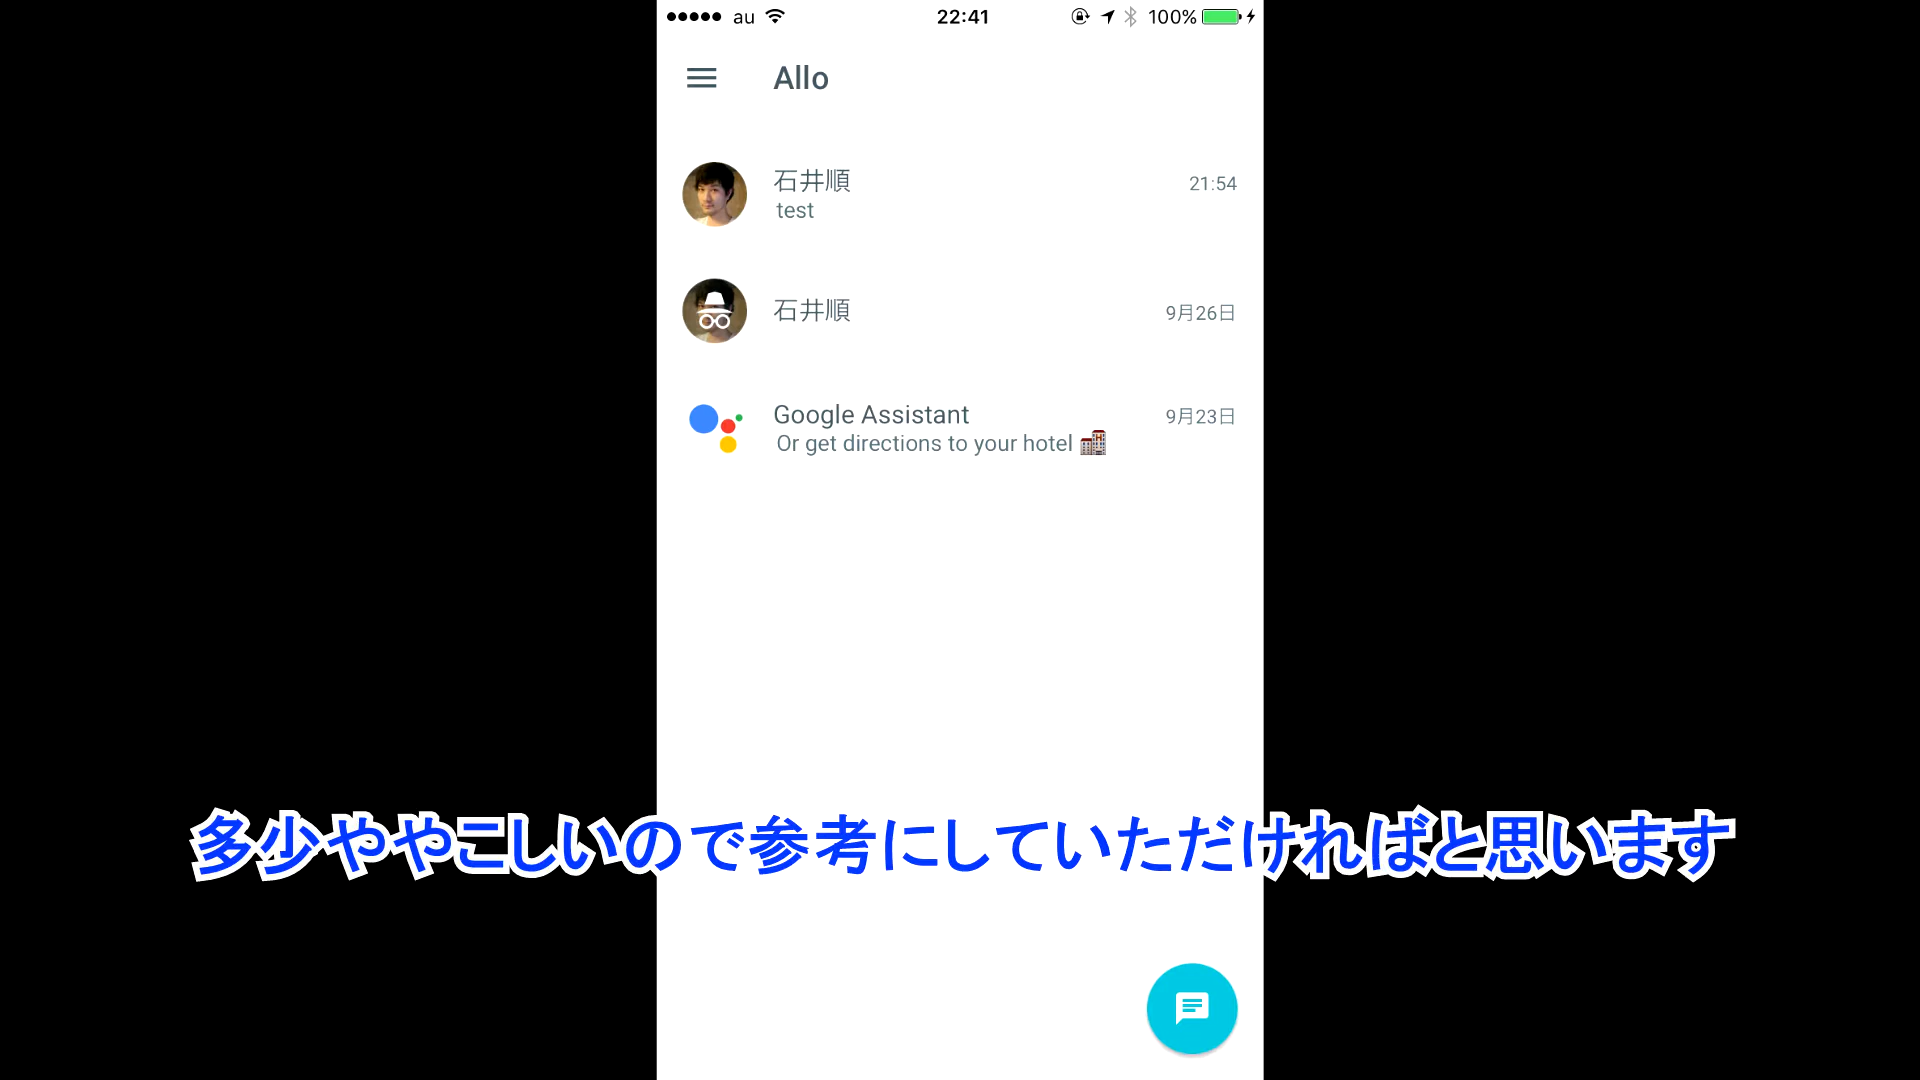 au 22:41 100%
Allo
石井順 21:54
test
石井順 9月26日
Google Assistant 9月23日
Or get directions to your hotel 🏨
多少ややこしいので参考にしていただければと思います